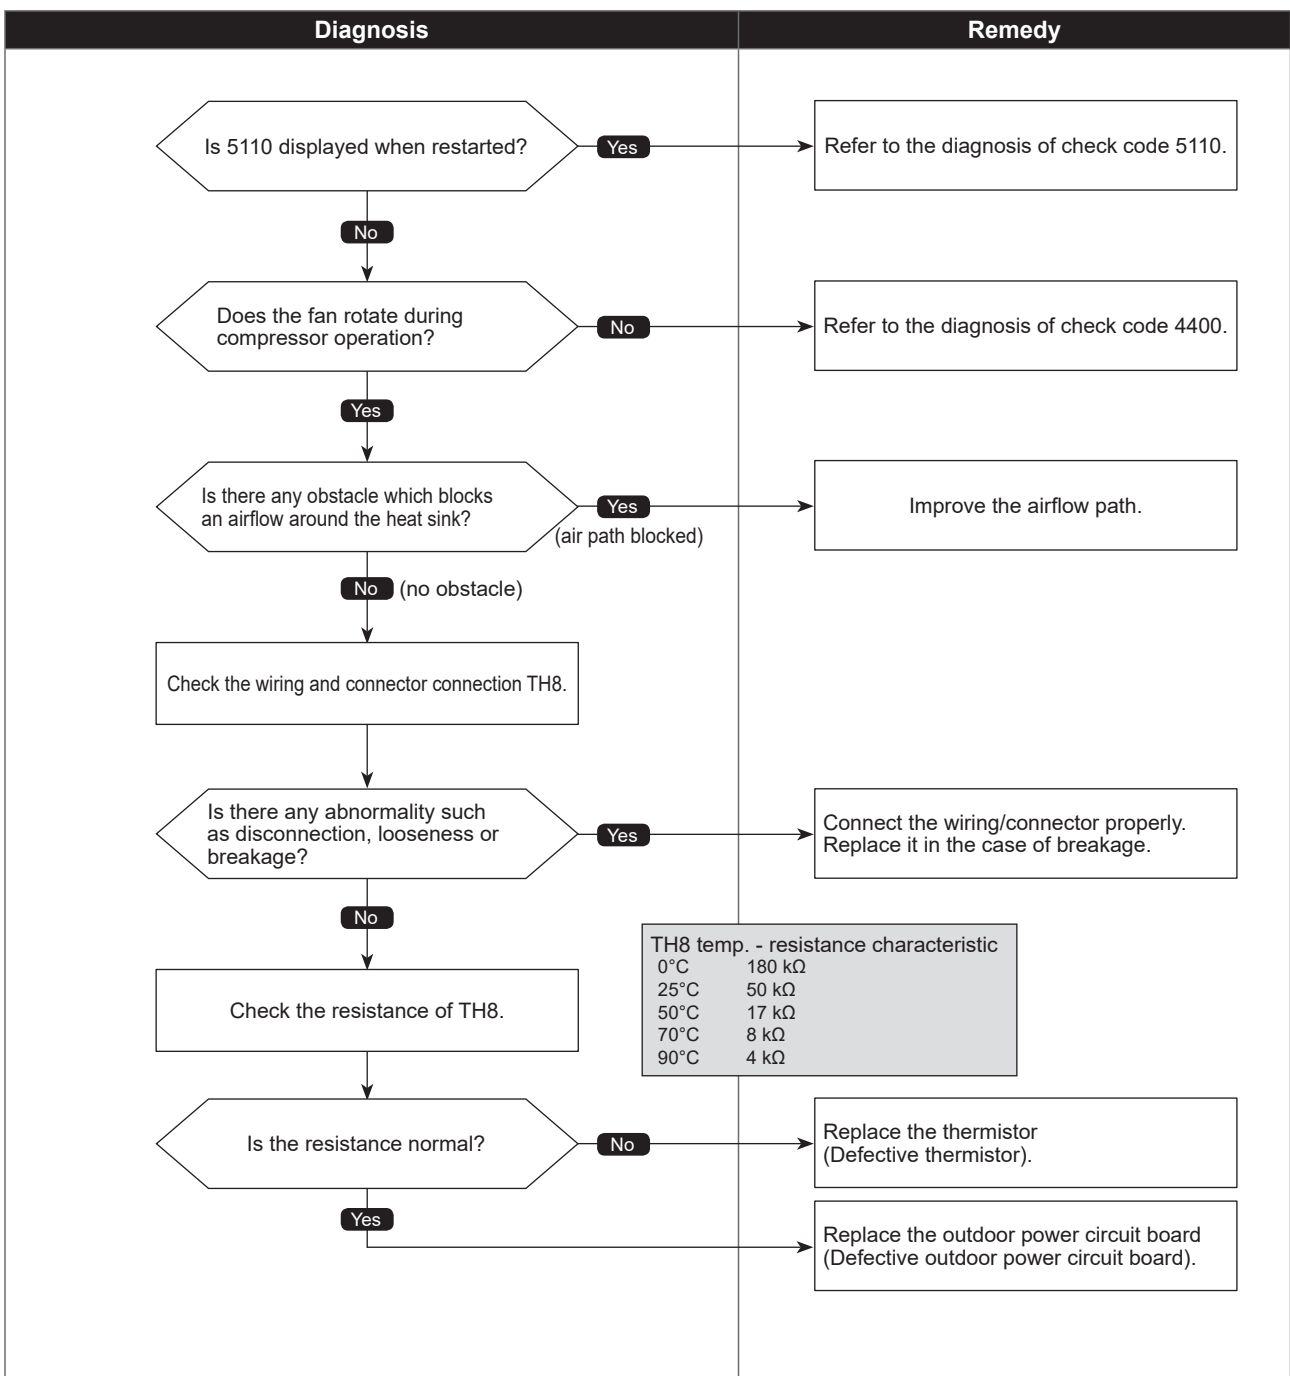 Diagnosis
Remedy
Is 5110 displayed when restarted?
Yes
Refer to the diagnosis of check code 5110.
No
Does the fan rotate during
compressor operation?
No
Refer to the diagnosis of check code 4400.
Yes
Is there any obstacle which blocks
an airflow around the heat sink?
Yes
(air path blocked)
Improve the airflow path.
No (no obstacle)
Check the wiring and connector connection TH8.
Is there any abnormality such
as disconnection, looseness or
breakage?
Yes
Connect the wiring/connector properly.
Replace it in the case of breakage.
No
TH8 temp. - resistance characteristic
0°C 180 kΩ
25°C 50 kΩ
50°C 17 kΩ
70°C 8 kΩ
90°C 4 kΩ
Check the resistance of TH8.
Is the resistance normal?
No
Replace the thermistor
(Defective thermistor).
Yes
Replace the outdoor power circuit board
(Defective outdoor power circuit board).